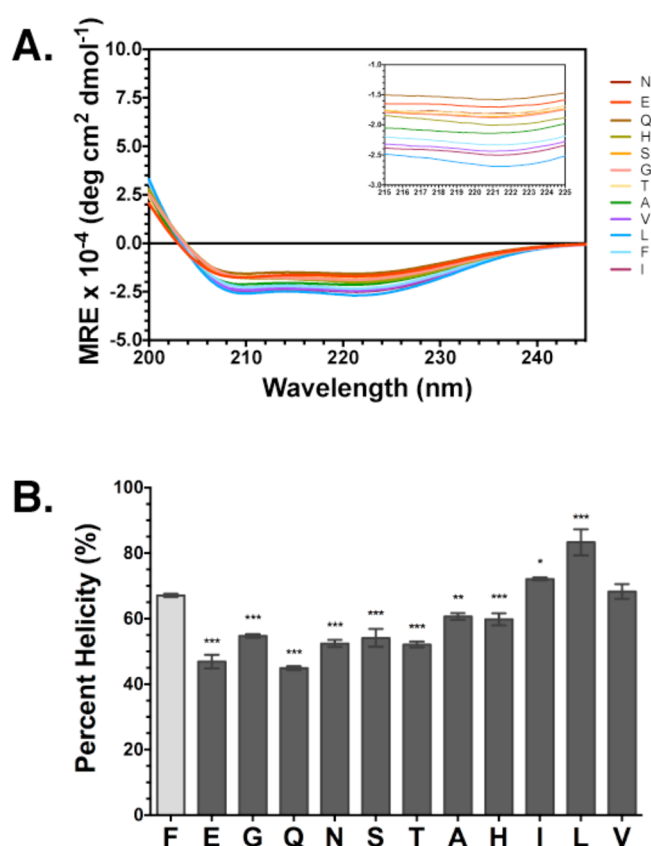 A.
MRE x 10-4 (deg cm2 dmol-1)
10.0
7.5
5.0
2.5
0.0
-2.5
-5.0
200
210
220
230
240
Wavelength (nm)
-1.0
-1.5
-2.0
-2.5
-3.0
215 216 217 218 219 220 221 222 223 224 225
N
E
Q
H
S
G
T
A
V
L
F
I
B.
Percent Helicity (%)
100
80
60
40
20
0
*** *** *** *** *** *** ** *** * ***
F E G Q N S T A H I L V